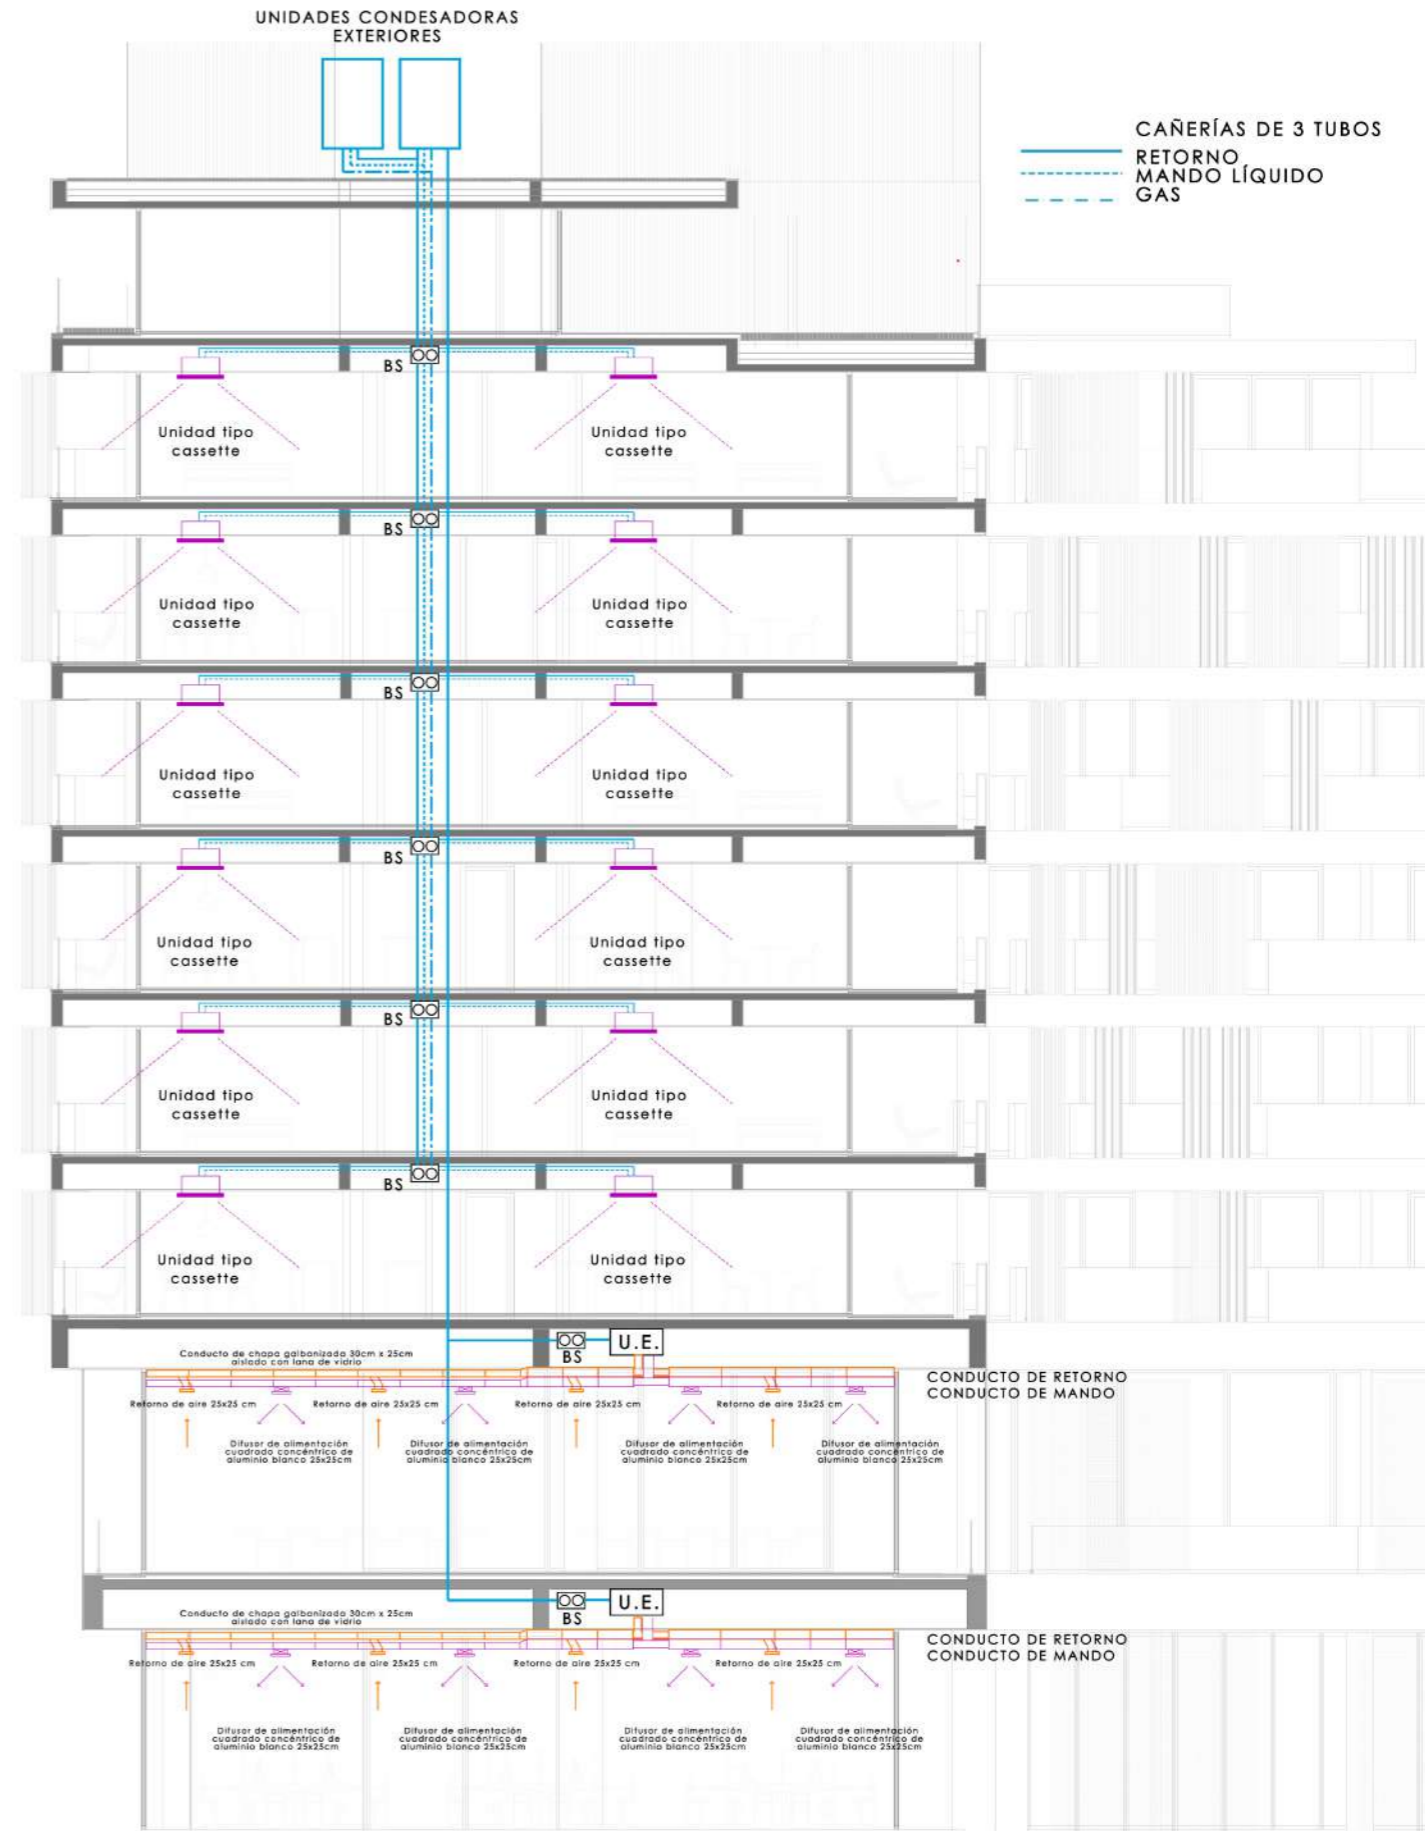 UNIDADES CONDESADORAS
EXTERIORES
CAÑERÍAS DE 3 TUBOS
RETORNO
MANDO LÍQUIDO
GAS
BS
Unidad tipo
cassette
Unidad tipo
cassette
BS
Unidad tipo
cassette
Unidad tipo
cassette
BS
Unidad tipo
cassette
Unidad tipo
cassette
BS
Unidad tipo
cassette
Unidad tipo
cassette
BS
Unidad tipo
cassette
Unidad tipo
cassette
BS
Unidad tipo
cassette
Unidad tipo
cassette
U.E.
BS
Conducto de chapa galbanizada 30cm x 25cm
aislado con lana de vidrio
CONDUCTO DE RETORNO
CONDUCTO DE MANDO
Retorno de aire 25x25 cm
Retorno de aire 25x25 cm
Retorno de aire 25x25 cm
Retorno de aire 25x25 cm
Difusor de alimentación
cuadrado concéntrico de
aluminio blanco 25x25cm
Difusor de alimentación
cuadrado concéntrico de
aluminio blanco 25x25cm
Difusor de alimentación
cuadrado concéntrico de
aluminio blanco 25x25cm
Difusor de alimentación
cuadrado concéntrico de
aluminio blanco 25x25cm
U.E.
BS
Conducto de chapa galbanizada 30cm x 25cm
aislado con lana de vidrio
CONDUCTO DE RETORNO
CONDUCTO DE MANDO
Retorno de aire 25x25 cm
Retorno de aire 25x25 cm
Retorno de aire 25x25 cm
Retorno de aire 25x25 cm
Difusor de alimentación
cuadrado concéntrico de
aluminio blanco 25x25cm
Difusor de alimentación
cuadrado concéntrico de
aluminio blanco 25x25cm
Difusor de alimentación
cuadrado concéntrico de
aluminio blanco 25x25cm
Difusor de alimentación
cuadrado concéntrico de
aluminio blanco 25x25cm